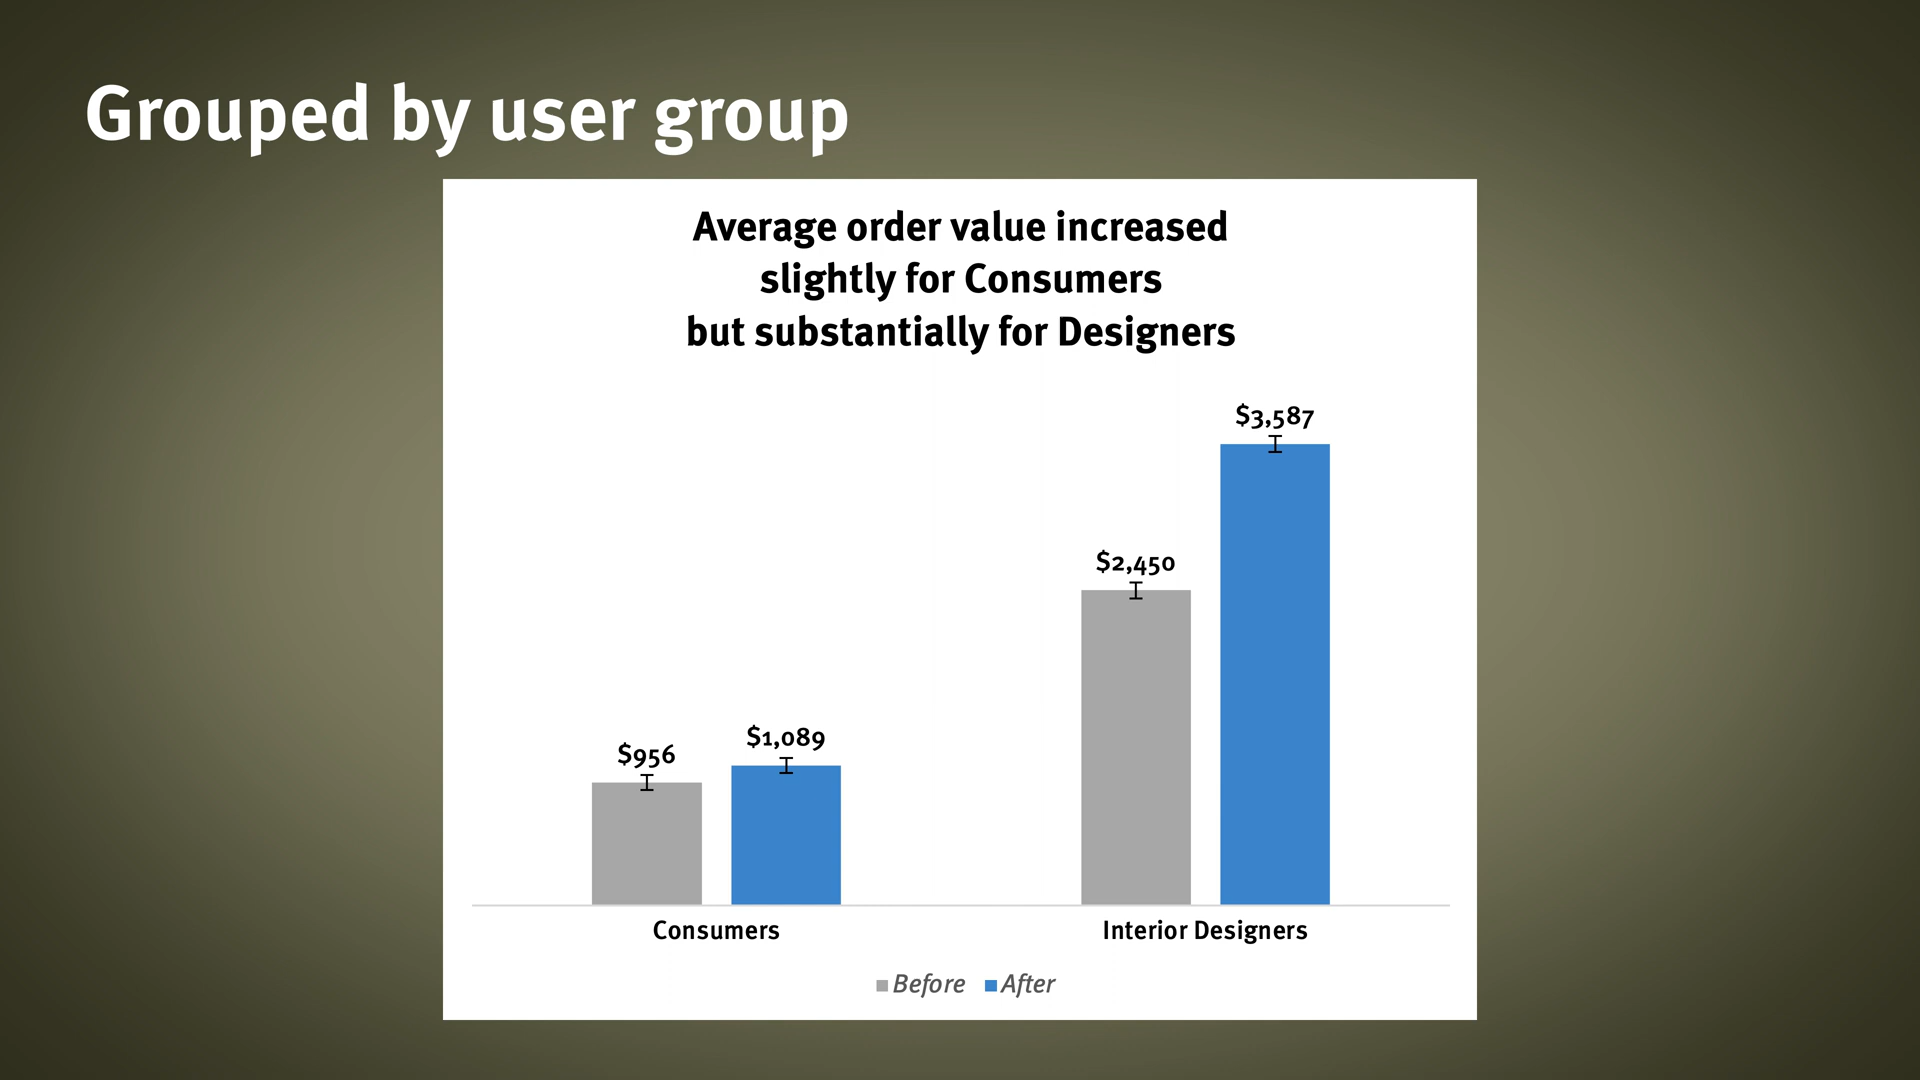 Grouped by user group
Average order value increased
slightly for Consumers
but substantially for Designers
$3,587
$2,450
$1,089
$956
Consumers
Interior Designers
Before
After